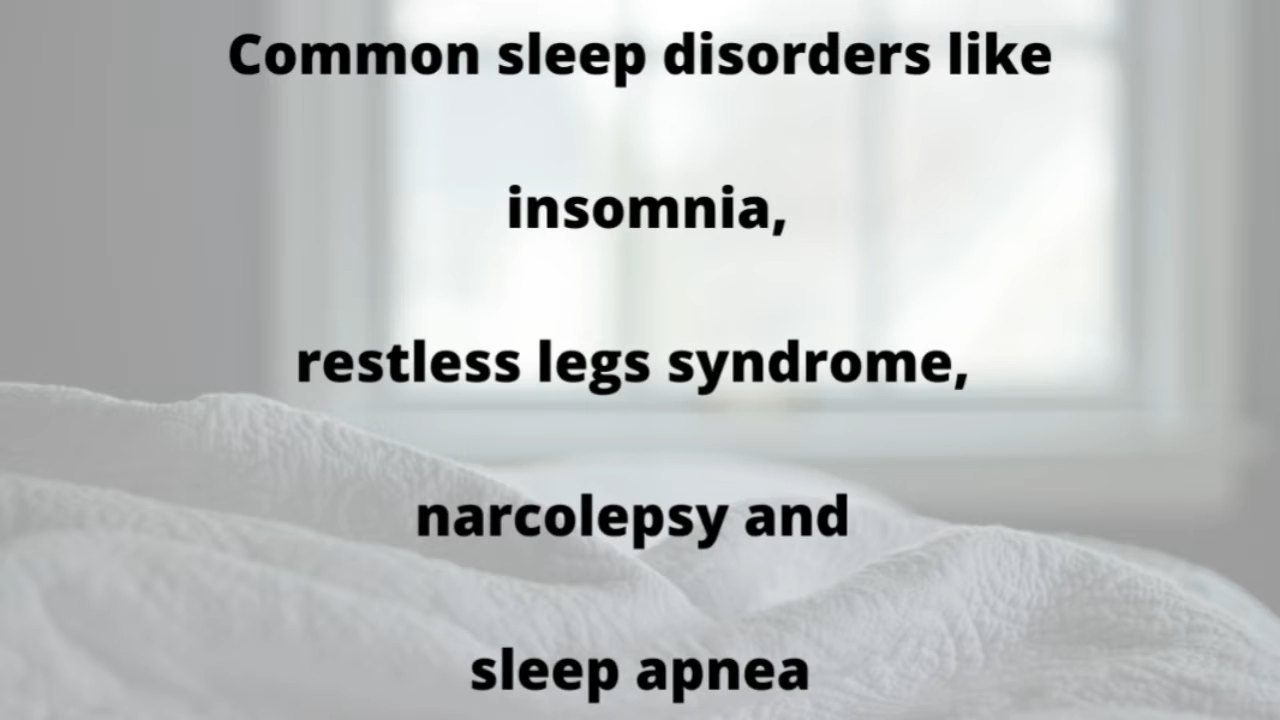 Common sleep disorders like
insomnia,
restless legs syndrome,
narcolepsy and
sleep apnea